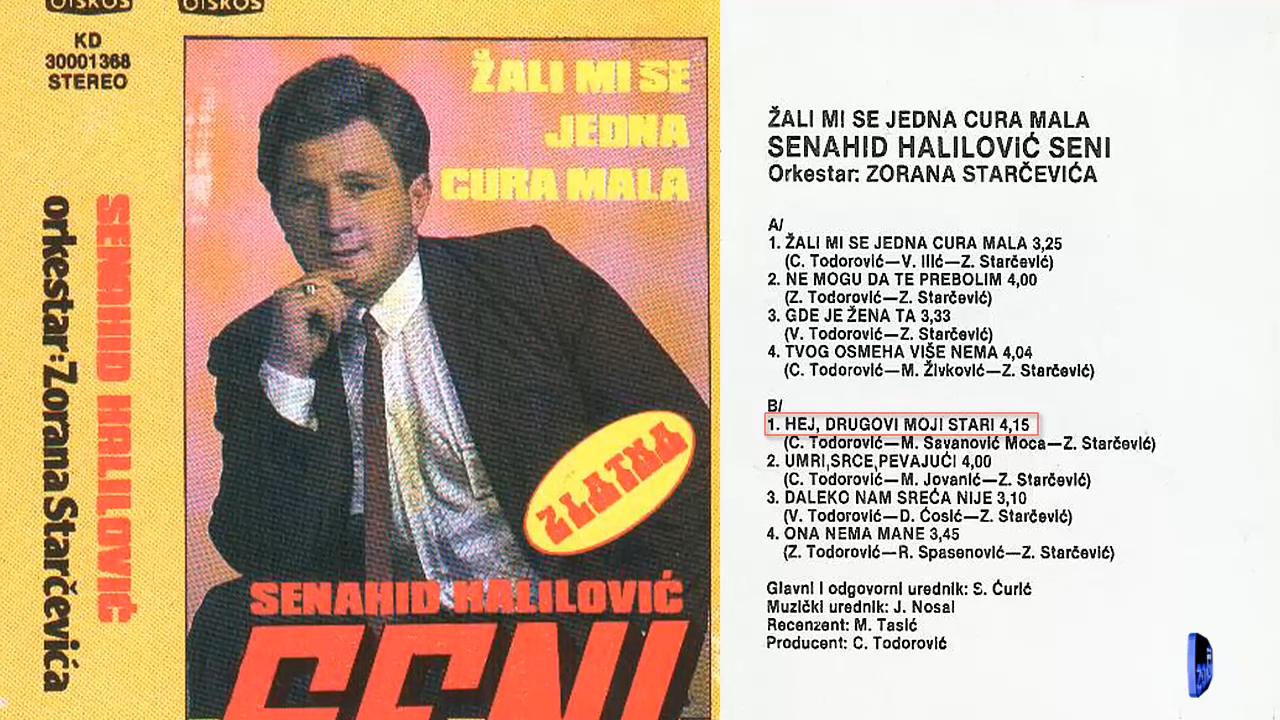 DISKOS
DISKOS
KD
30001368
STEREO
SENAHID HALILOVIĆ
orkestar: Zorana Starčevića
ŽALI MI SE
JEDNA
CURA MALA
ZLATNA
SENAHID HALILOVIĆ
SENI
ŽALI MI SE JEDNA CURA MALA
SENAHID HALILOVIĆ SENI
Orkestar: ZORANA STARČEVIĆA
A/
1. ŽALI MI SE JEDNA CURA MALA 3,25
(C. Todorović—V. Ilić—Z. Starčević)
2. NE MOGU DA TE PREBOLIM 4,00
(Z. Todorović—Z. Starčević)
3. GDE JE ŽENA TA 3,33
(V. Todorović—Z. Starčević)
4. TVOG OSMEHA VIŠE NEMA 4,04
(C. Todorović—M. Živković—Z. Starčević)
B/
1. HEJ, DRUGOVI MOJI STARI 4,15
(C. Todorović—M. Savanović Moca—Z. Starčević)
2. UMRI,SRCE,PEVAJUĆI 4,00
(C. Todorović—M. Jovanić—Z. Starčević)
3. DALEKO NAM SREĆA NIJE 3,10
(V. Todorović—D. Ćosić—Z. Starčević)
4. ONA NEMA MANE 3,45
(Z. Todorović—R. Spasenović—Z. Starčević)
Glavni i odgovorni urednik: S. Ćurić
Muzički urednik: J. Nosal
Recenzent: M. Tasić
Producent: C. Todorović